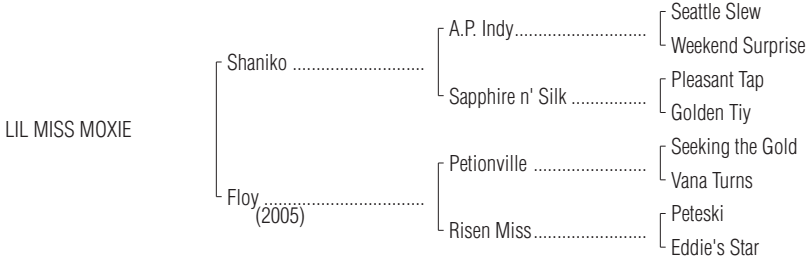 Seattle Slew
A.P. Indy..............................
Weekend Surprise
Shaniko ..............................
Pleasant Tap
Sapphire n' Silk .................
Golden Tiy
LIL MISS MOXIE
Seeking the Gold
Petionville .........................
Vana Turns
Floy .....................................
(2005)
Peteski
Risen Miss..........................
Eddie's Star